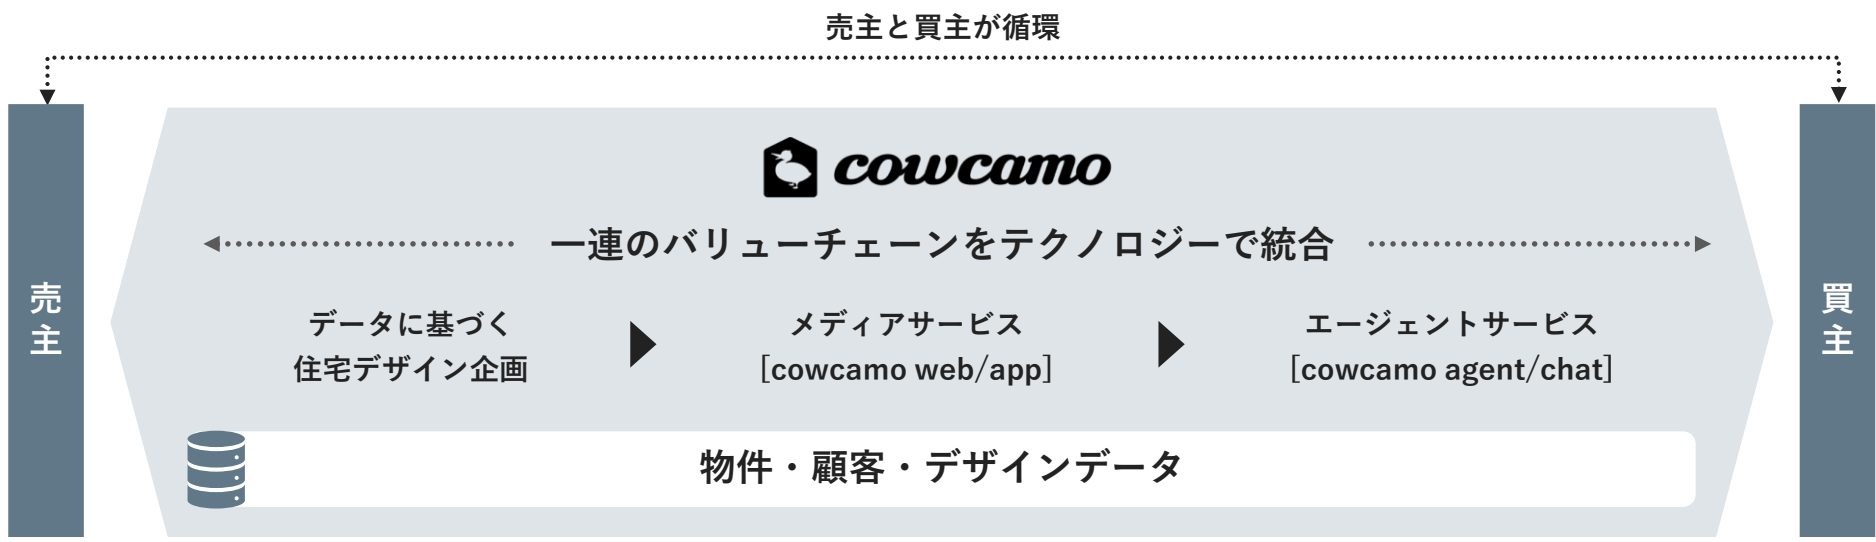 売主と買主が循環
cowcamo
一連のバリューチェーンをテクノロジーで統合
売主
データに基づく
住宅デザイン企画
メディアサービス
[cowcamo web/app]
エージェントサービス
[cowcamo agent/chat]
買主
物件・顧客・デザインデータ